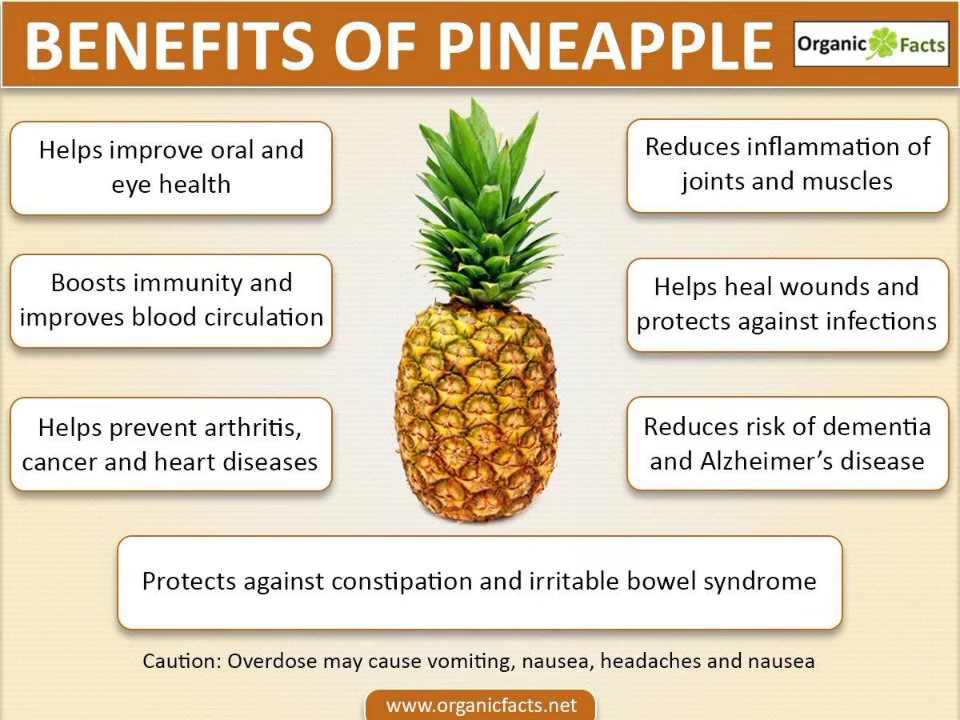 BENEFITS OF PINEAPPLE
Organic Facts
Helps improve oral and
eye health
Reduces inflammation of
joints and muscles
Boosts immunity and
improves blood circulation
Helps heal wounds and
protects against infections
Helps prevent arthritis,
cancer and heart diseases
Reduces risk of dementia
and Alzheimer’s disease
Protects against constipation and irritable bowel syndrome
Caution: Overdose may cause vomiting, nausea, headaches and nausea
www.organicfacts.net